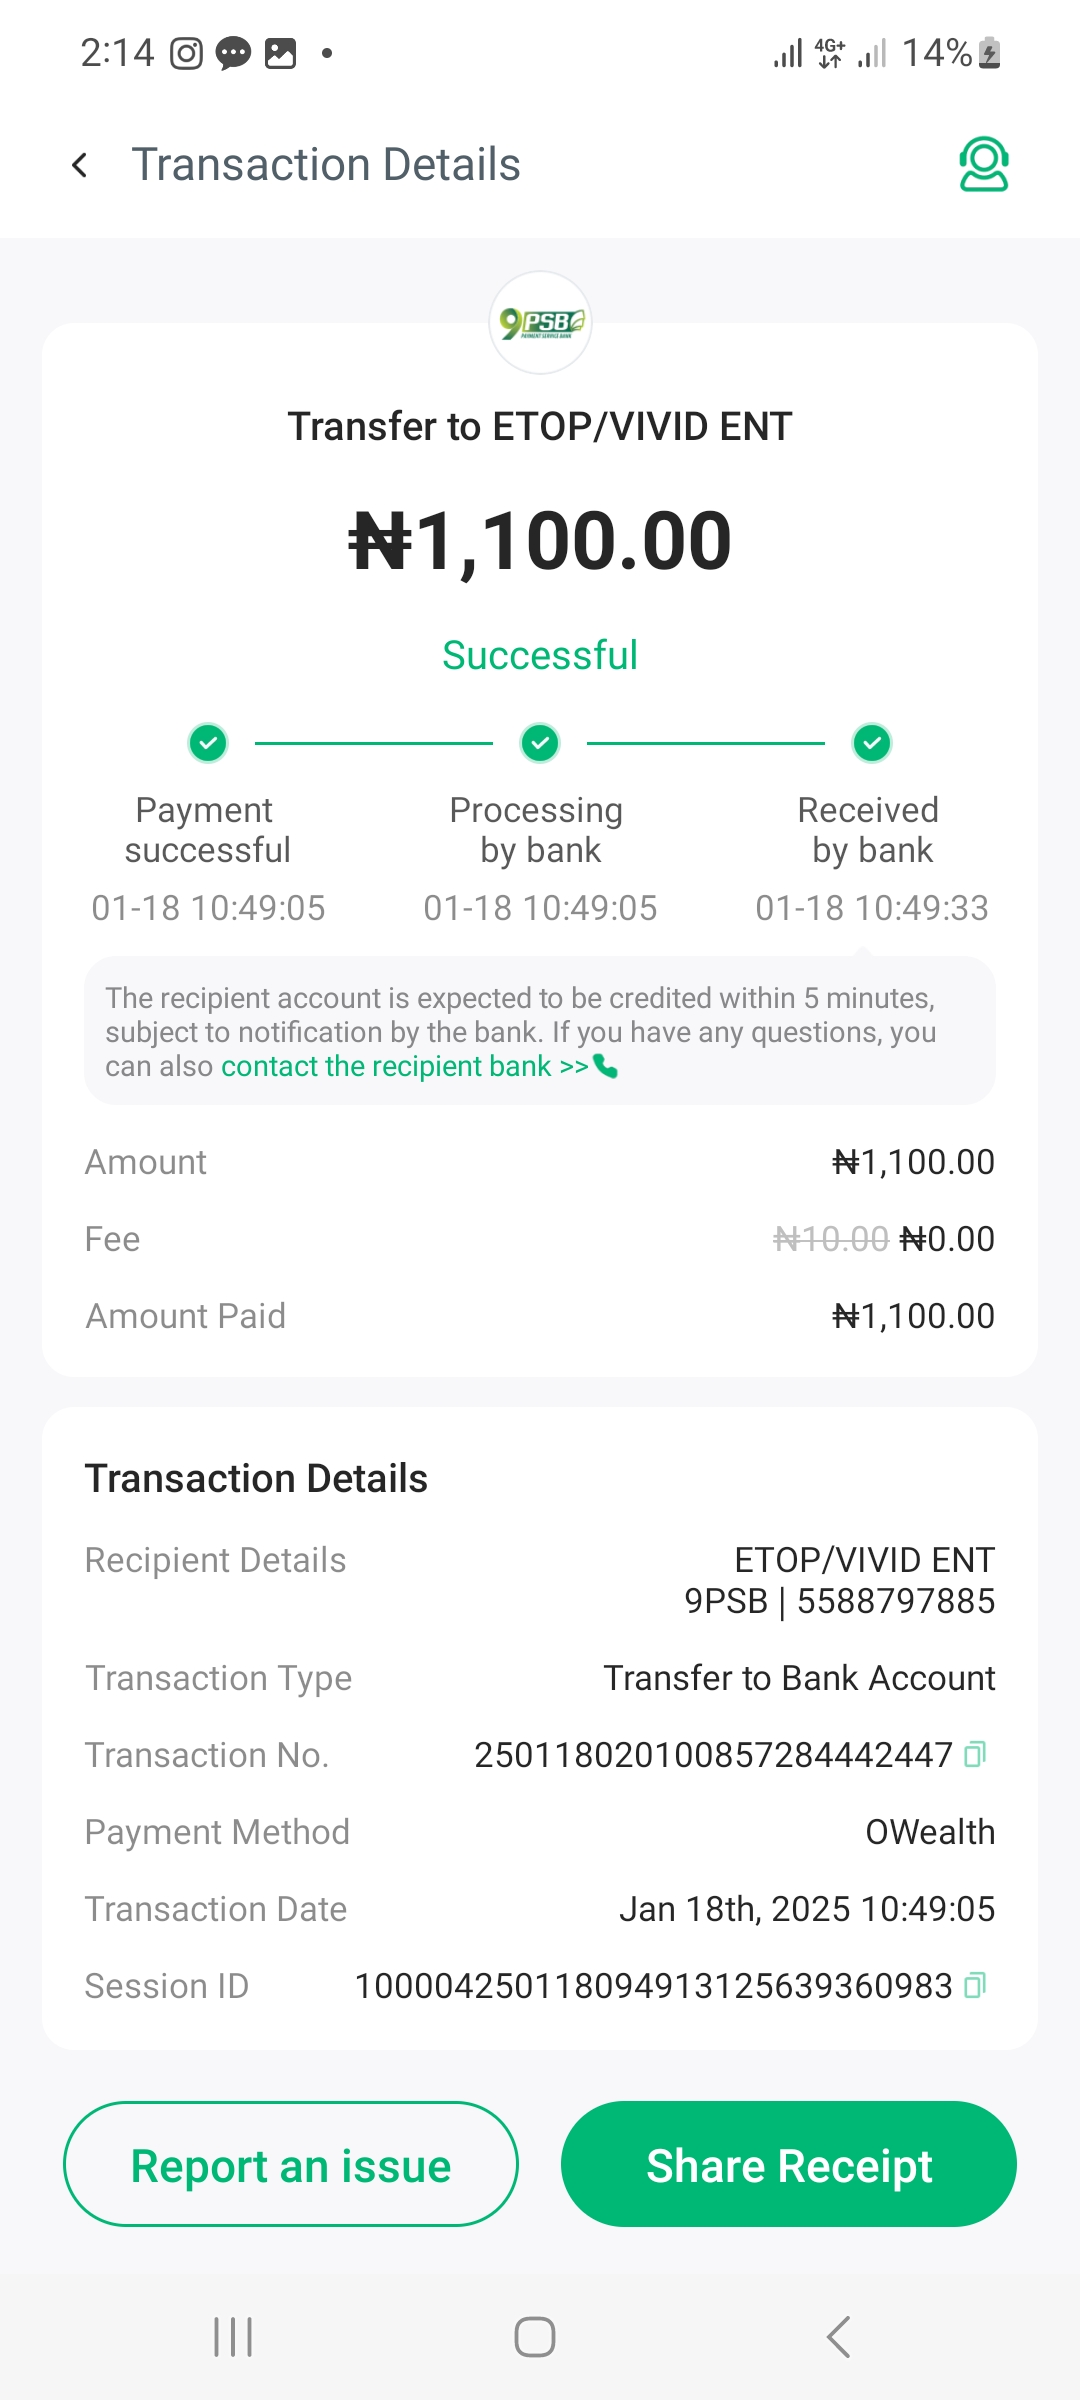 2:14
4G+ 14%
Transaction Details
9PSB
PAYMENT SERVICE BANK
Transfer to ETOP/VIVID ENT
₦1,100.00
Successful
Payment successful
01-18 10:49:05
Processing by bank
01-18 10:49:05
Received by bank
01-18 10:49:33
The recipient account is expected to be credited within 5 minutes,
subject to notification by the bank. If you have any questions, you
can also contact the recipient bank >>
Amount ₦1,100.00
Fee ₦10.00 ₦0.00
Amount Paid ₦1,100.00
Transaction Details
Recipient Details ETOP/VIVID ENT
9PSB | 5588797885
Transaction Type Transfer to Bank Account
Transaction No. 250118020100857284442447
Payment Method OWealth
Transaction Date Jan 18th, 2025 10:49:05
Session ID 100004250118094913125639360983
Report an issue Share Receipt